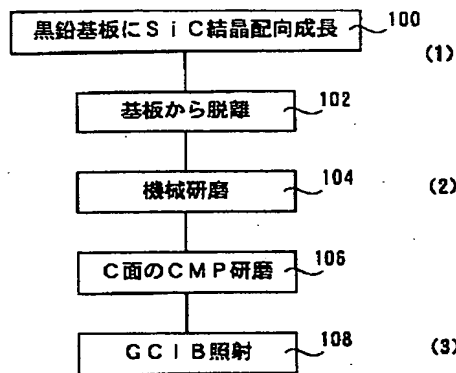 黒鉛基板にSiC結晶配向成長
100
(1)
基板から脱離
102
機械研磨
104
(2)
C面のCMP研磨
106
GCIB照射
108
(3)